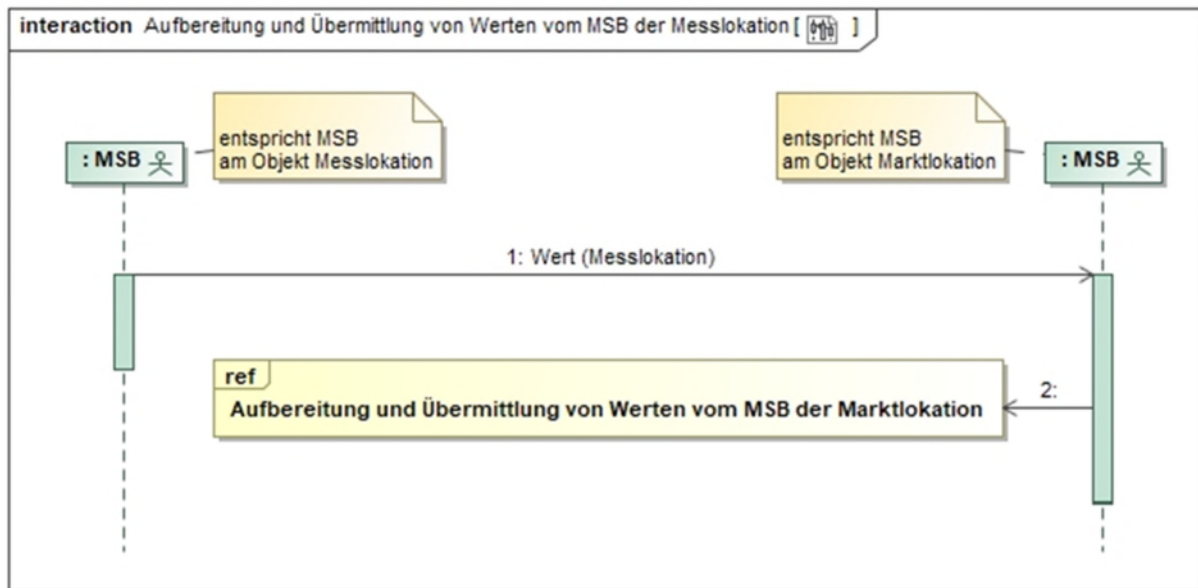 interaction Aufbereitung und Übermittlung von Werten vom MSB der Messlokation [ ]
entspricht MSB
am Objekt Messlokation
entspricht MSB
am Objekt Marktlokation
: MSB
: MSB
1: Wert (Messlokation)
ref
Aufbereitung und Übermittlung von Werten vom MSB der Marktlokation
2: